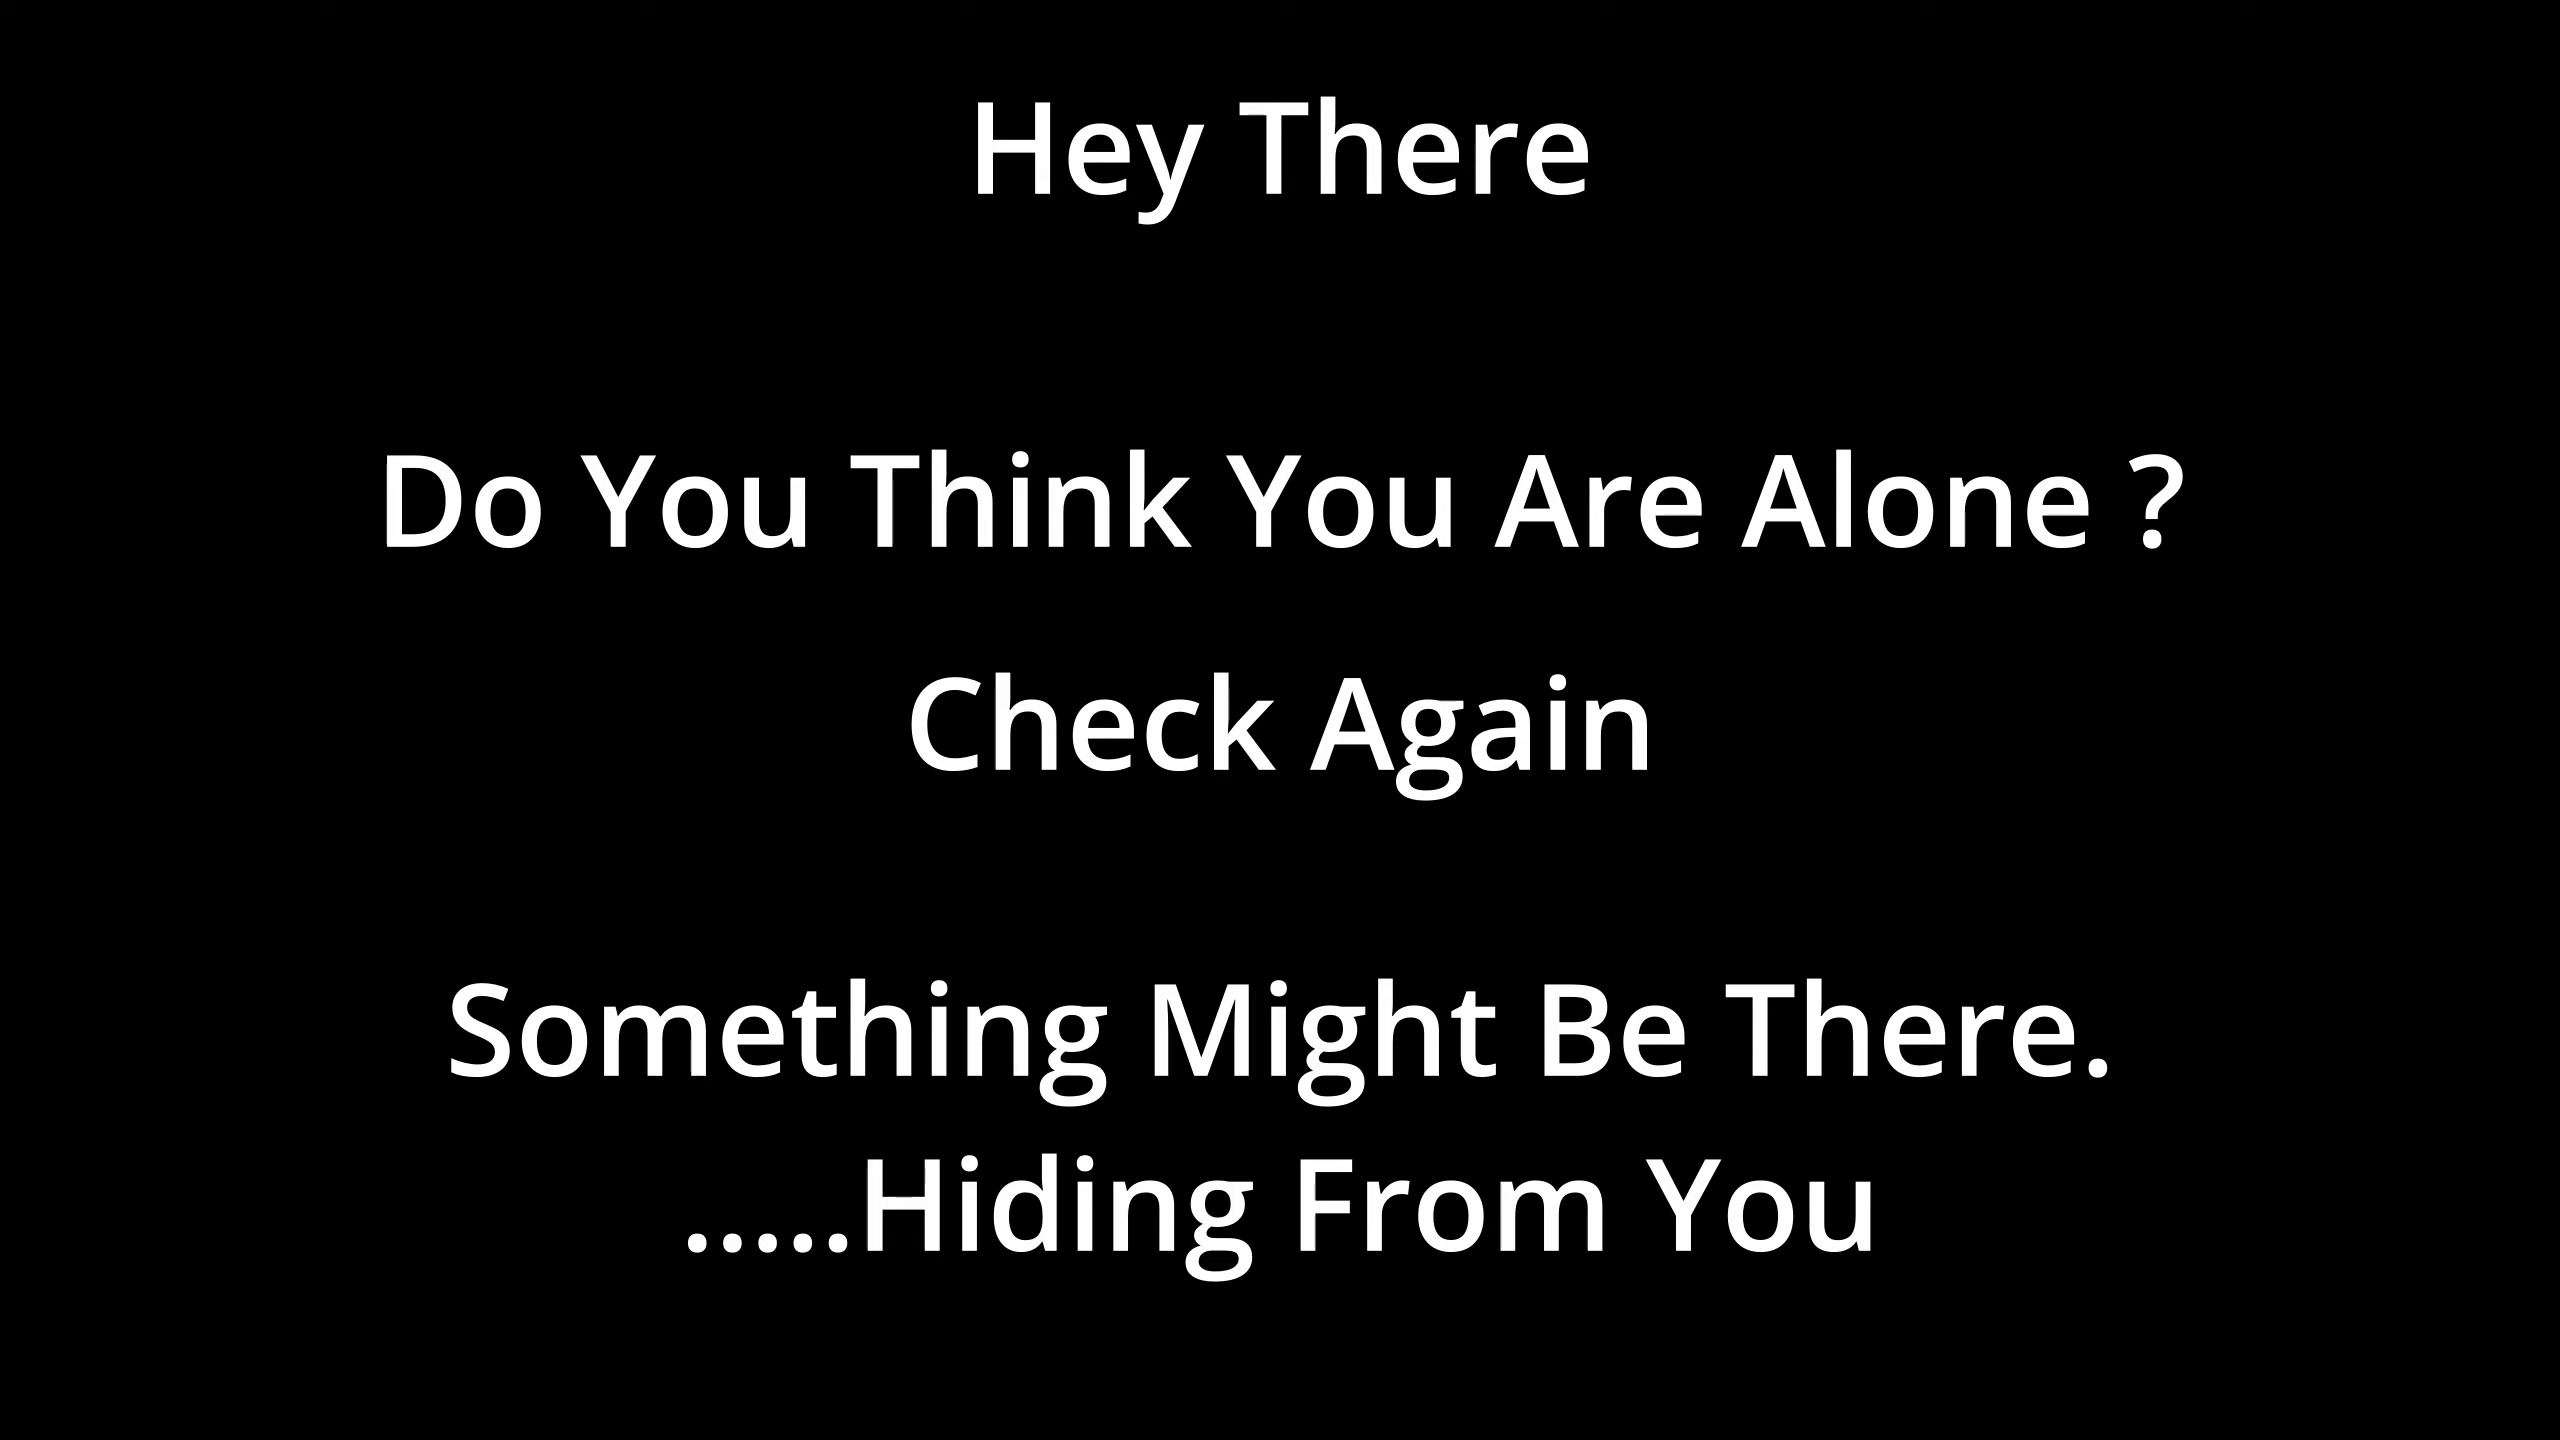 Hey There
Do You Think You Are Alone ?
Check Again
Something Might Be There.
.....Hiding From You